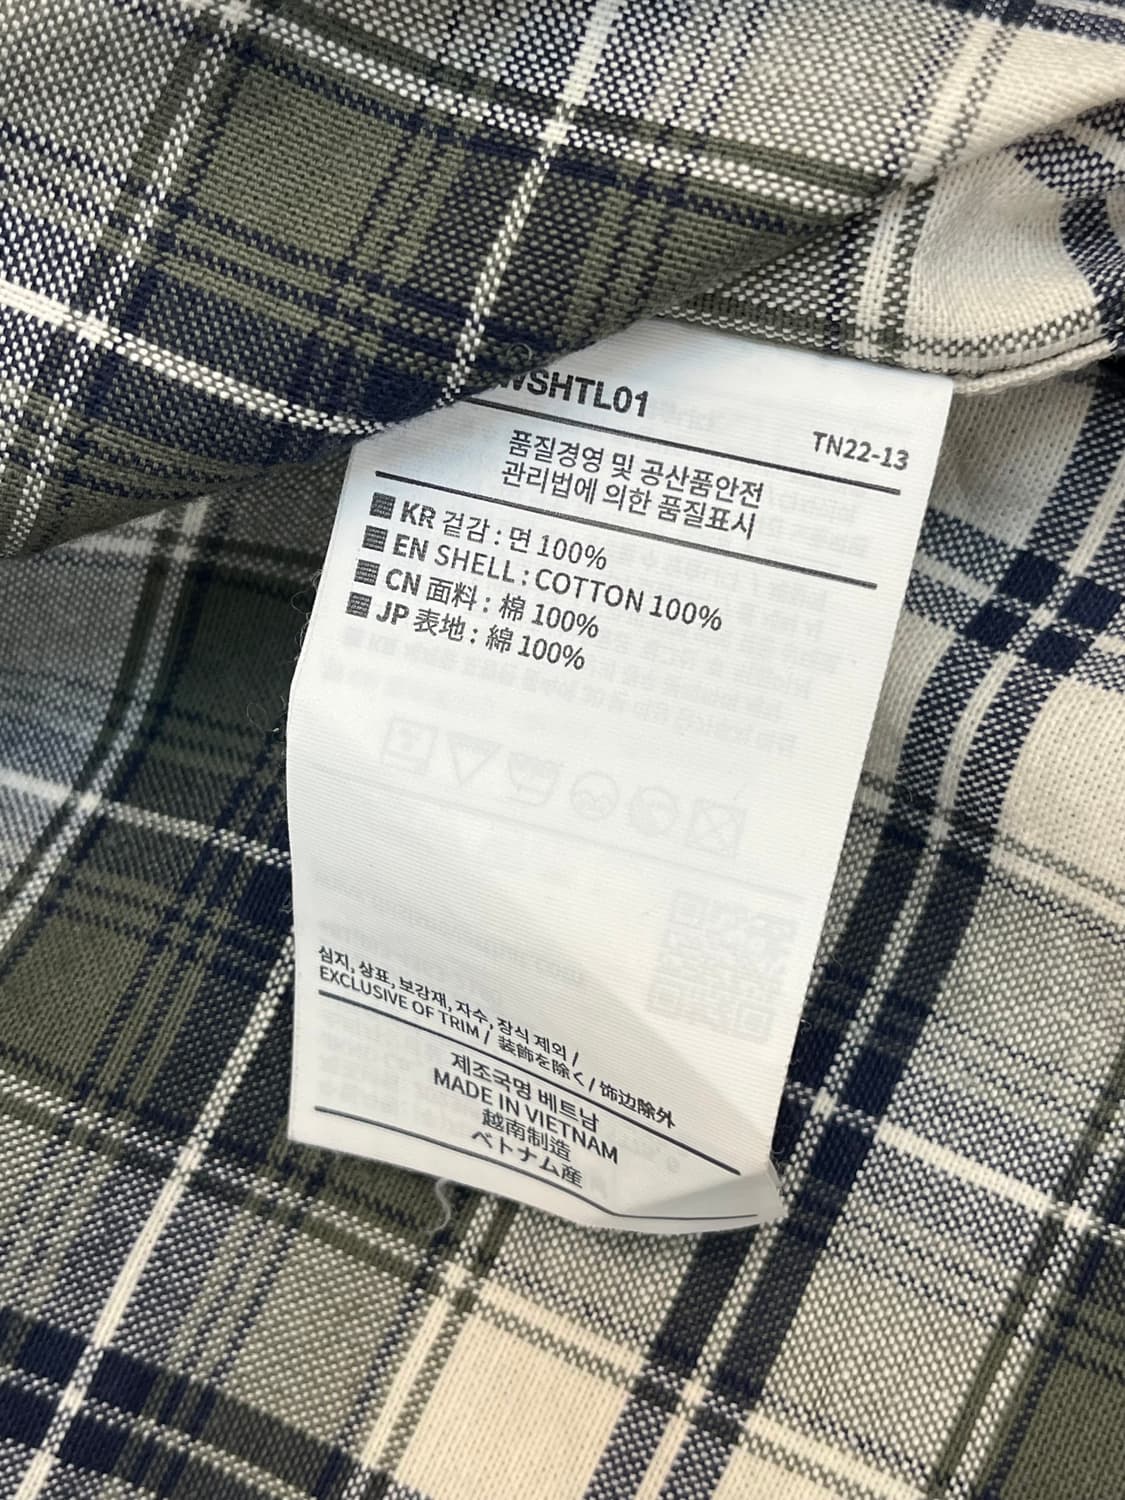 WSHTL01
TN22-13
품질경영 및 공산품안전
관리법에 의한 품질표시
KR 겉감 : 면 100%
EN SHELL : COTTON 100%
CN 面料 : 棉 100%
JP 表地 : 綿 100%
심지, 상표, 보강재, 자수, 장식 제외 /
EXCLUSIVE OF TRIM / 装飾を除く / 饰边除外
제조국명 베트남
MADE IN VIETNAM
越南制造
ベトナム産